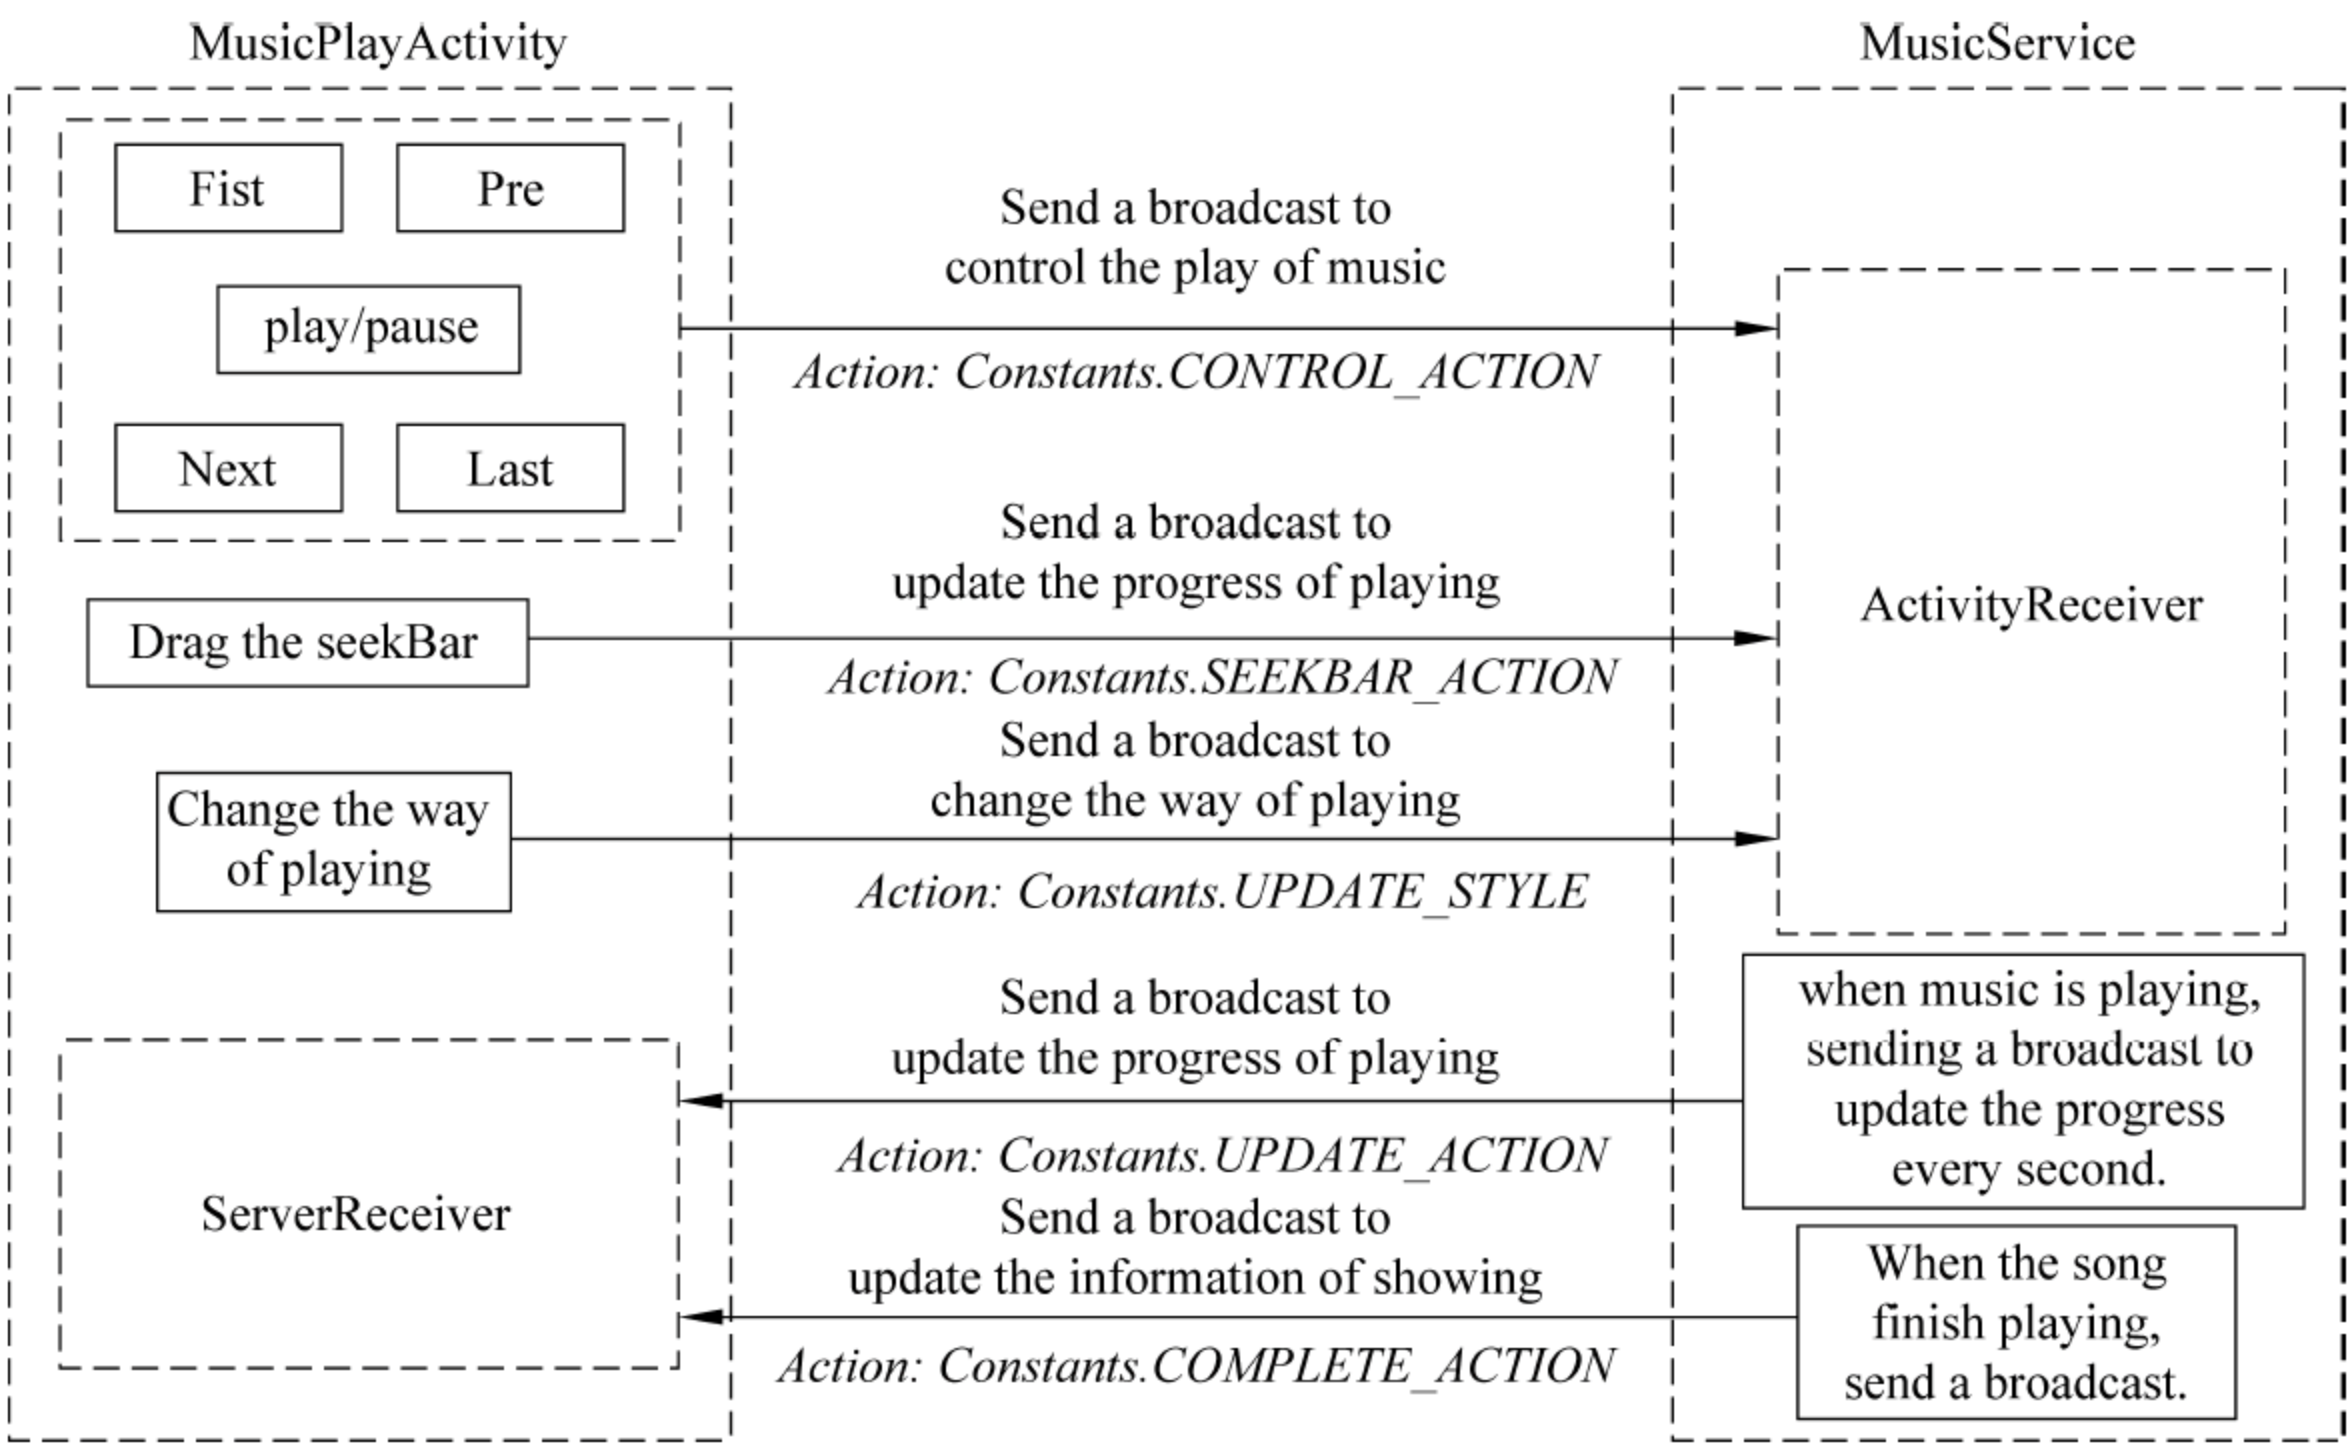 MusicPlayActivity
MusicService
Fist
Pre
play/pause
Next
Last
Send a broadcast to
control the play of music
Action: Constants.CONTROL_ACTION
Drag the seekBar
Send a broadcast to
update the progress of playing
Action: Constants.SEEKBAR_ACTION
ActivityReceiver
Change the way
of playing
Send a broadcast to
change the way of playing
Action: Constants.UPDATE_STYLE
ServerReceiver
Send a broadcast to
update the progress of playing
Action: Constants.UPDATE_ACTION
when music is playing,
sending a broadcast to
update the progress
every second.
Send a broadcast to
update the information of showing
Action: Constants.COMPLETE_ACTION
When the song
finish playing,
send a broadcast.